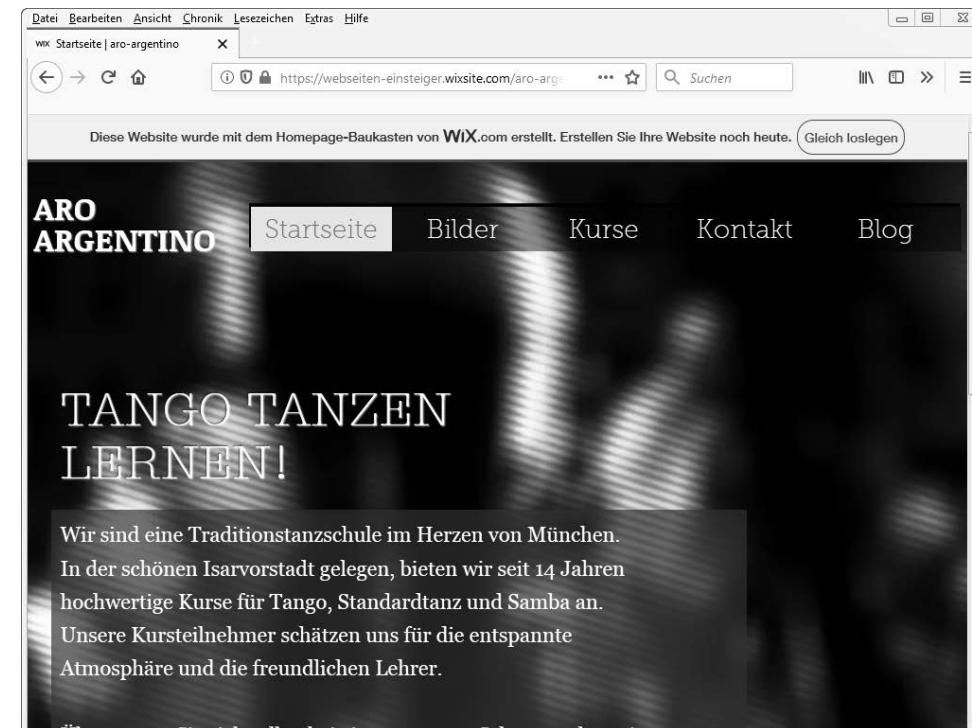 Datei Bearbeiten Ansicht Chronik Lesezeichen Extras Hilfe
WIX Startseite | aro-argentino
https://webseiten-einsteiger.wixsite.com/aro-arge
Suchen
Diese Website wurde mit dem Homepage-Baukasten von WiX.com erstellt. Erstellen Sie Ihre Website noch heute. Gleich loslegen
ARO
ARGENTINO
Startseite Bilder Kurse Kontakt Blog
TANGO TANZEN
LERNEN!
Wir sind eine Traditionstanzschule im Herzen von München.
In der schönen Isarvorstadt gelegen, bieten wir seit 14 Jahren
hochwertige Kurse für Tango, Standardtanz und Samba an.
Unsere Kursteilnehmer schätzen uns für die entspannte
Atmosphäre und die freundlichen Lehrer.